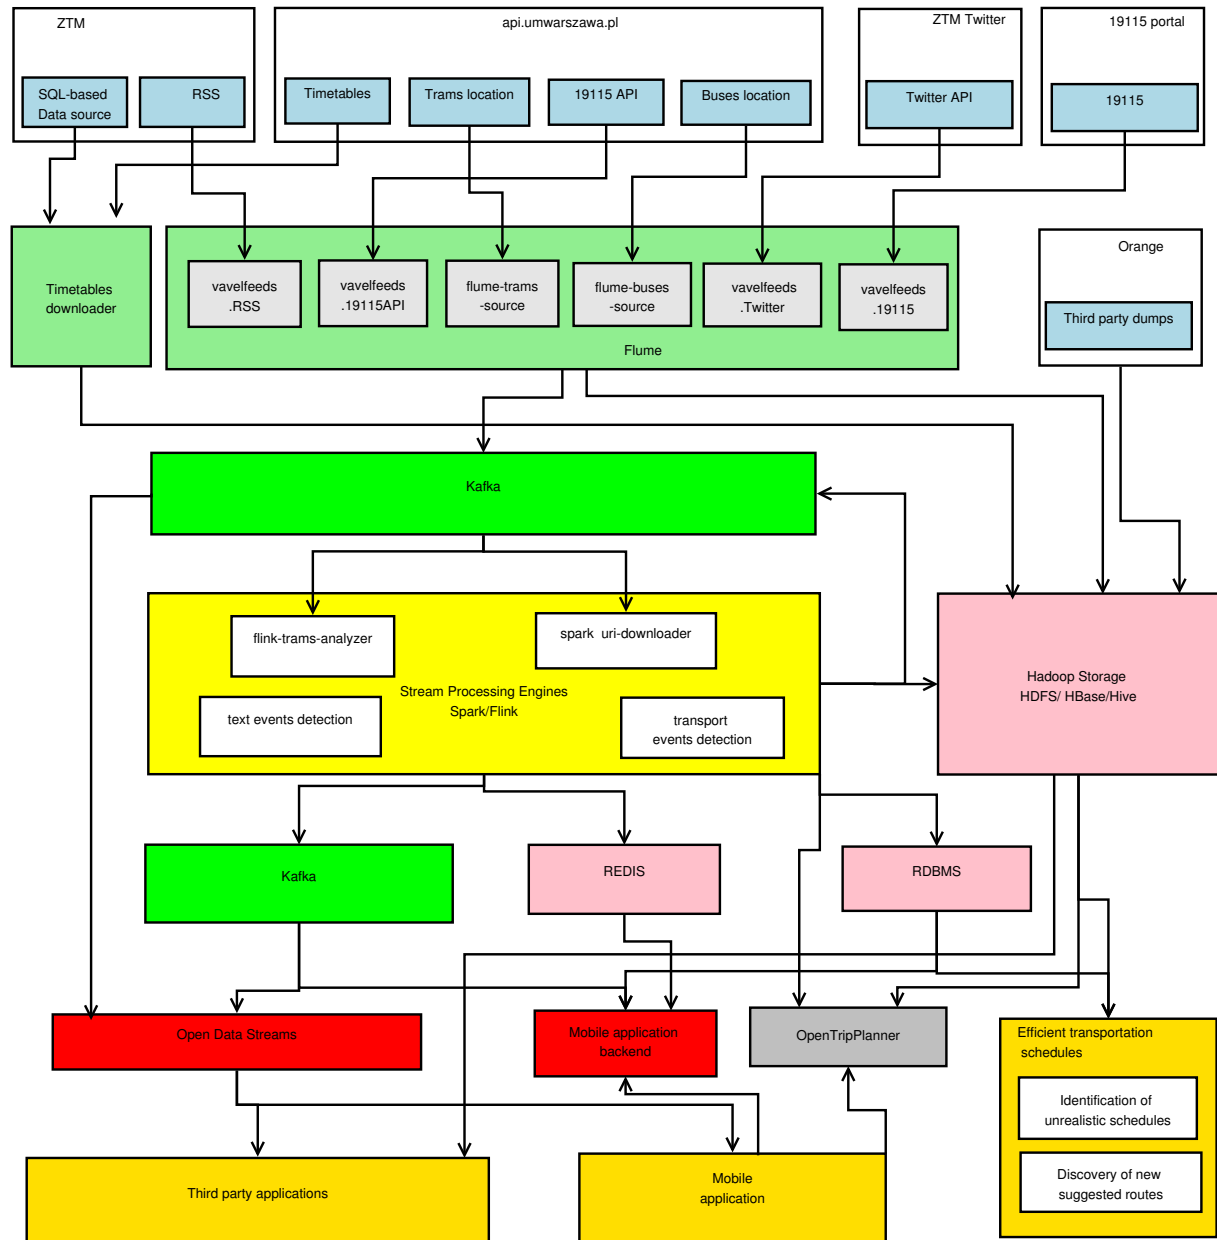 ZTM
api.umwarszawa.pl
ZTM Twitter
19115 portal
SQL-based
Data source
RSS
Timetables
Trams location
19115 API
Buses location
Twitter API
19115
Timetables
downloader
vavelfeeds
.RSS
vavelfeeds
.19115API
flume-trams
-source
flume-buses
-source
vavelfeeds
.Twitter
vavelfeeds
.19115
Flume
Orange
Third party dumps
Kafka
flink-trams-analyzer
spark uri-downloader
Stream Processing Engines
Spark/Flink
text events detection
transport
events detection
Hadoop Storage
HDFS/ HBase/Hive
Kafka
REDIS
RDBMS
Open Data Streams
Mobile application
backend
OpenTripPlanner
Efficient transportation
schedules
Identification of
unrealistic schedules
Discovery of new
suggested routes
Third party applications
Mobile
application